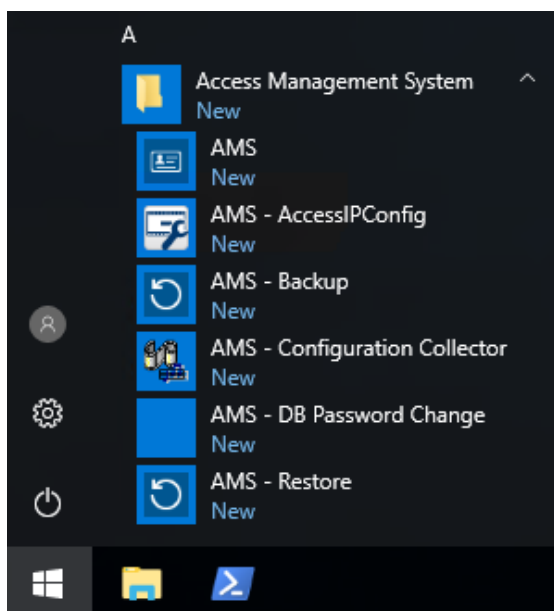 A
Access Management System
New
AMS
New
AMS - AccessIPConfig
New
AMS - Backup
New
AMS - Configuration Collector
New
AMS - DB Password Change
New
AMS - Restore
New